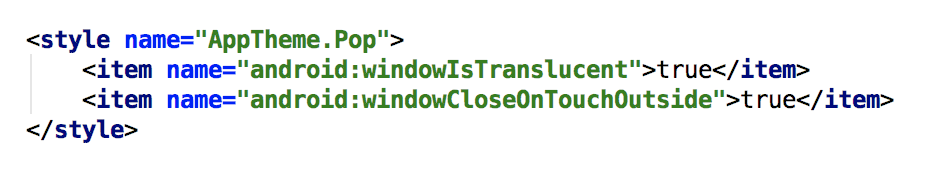 <style name="AppTheme.Pop">
    <item name="android:windowIsTranslucent">true</item>
    <item name="android:windowCloseOnTouchOutside">true</item>
</style>